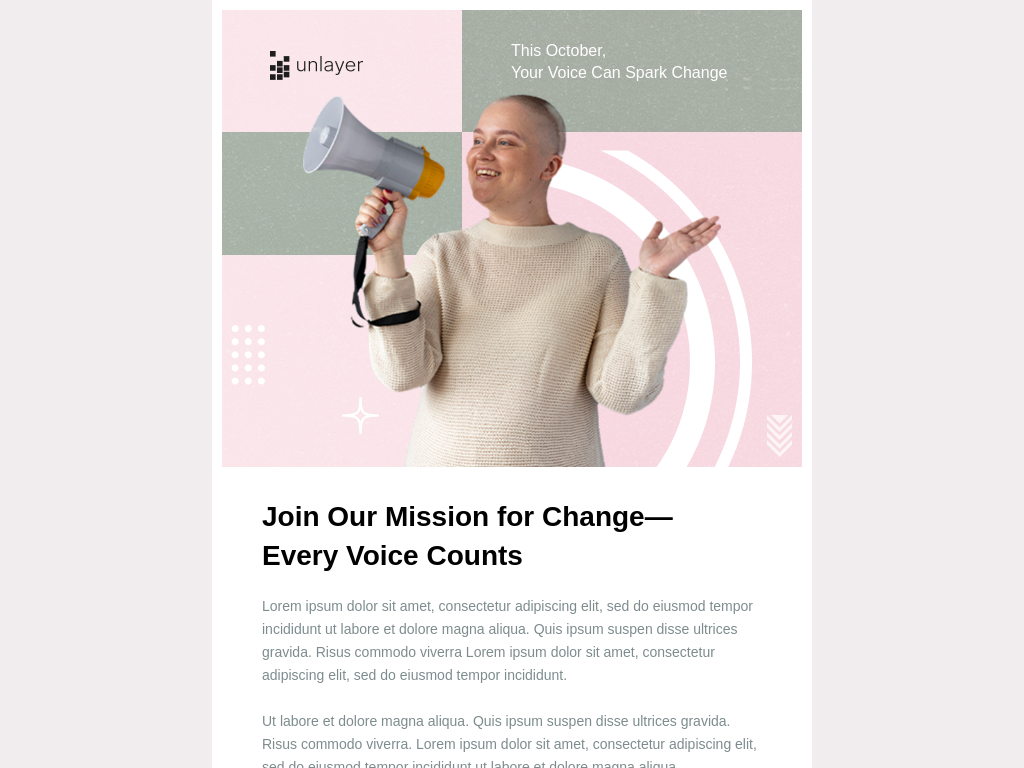 unlayer
This October,
Your Voice Can Spark Change
Join Our Mission for Change—
Every Voice Counts
Lorem ipsum dolor sit amet, consectetur adipiscing elit, sed do eiusmod tempor
incididunt ut labore et dolore magna aliqua. Quis ipsum suspen disse ultrices
gravida. Risus commodo viverra Lorem ipsum dolor sit amet, consectetur
adipiscing elit, sed do eiusmod tempor incididunt.
Ut labore et dolore magna aliqua. Quis ipsum suspen disse ultrices gravida.
Risus commodo viverra. Lorem ipsum dolor sit amet, consectetur adipiscing elit,
sed do eiusmod tempor incididunt ut labore et dolore magna aliqua.